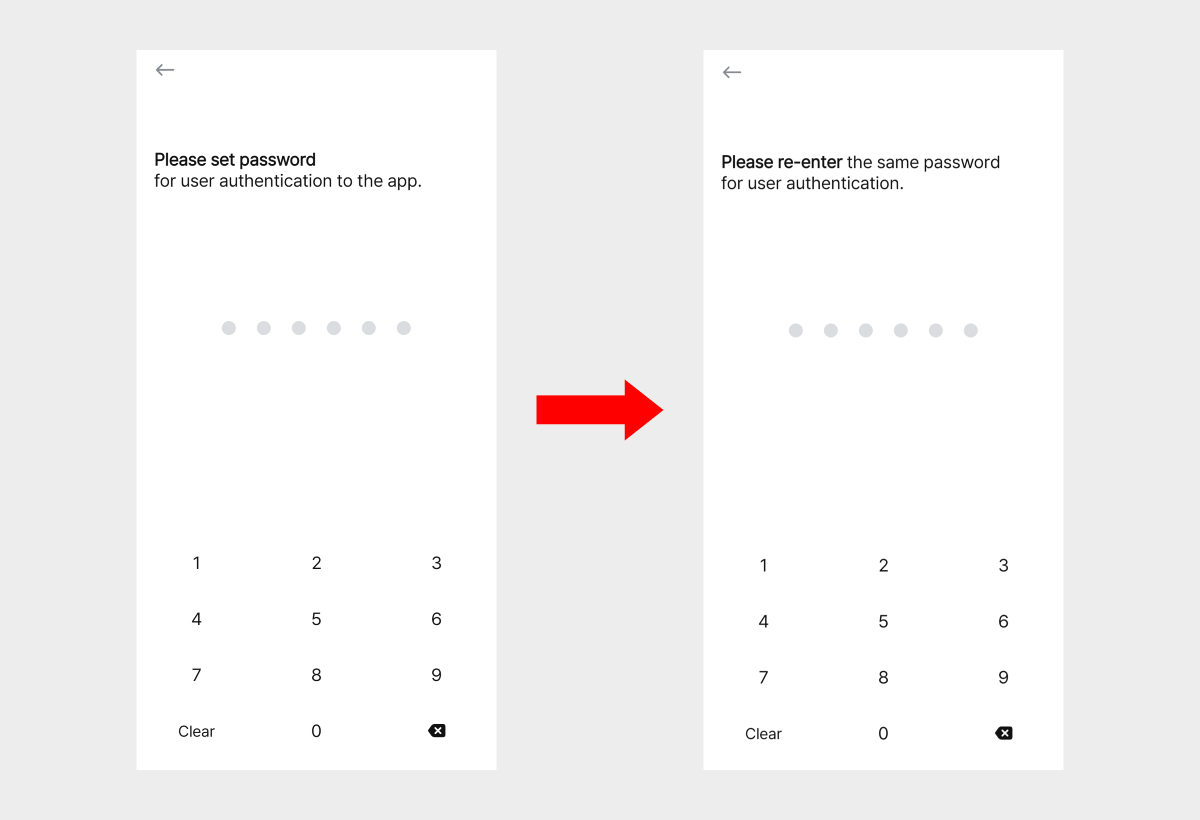 Please set password
for user authentication to the app.
1 2 3
4 5 6
7 8 9
Clear 0
Please re-enter the same password
for user authentication.
1 2 3
4 5 6
7 8 9
Clear 0